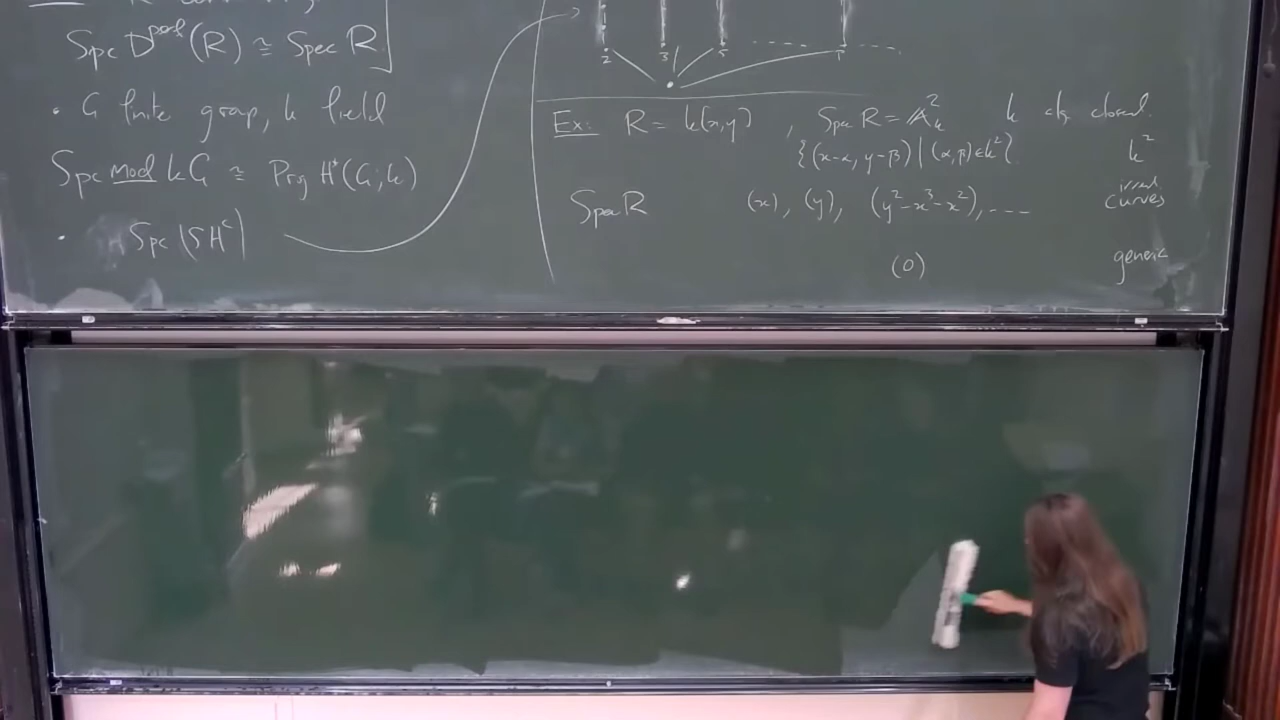 Spc D^perf(R) ≅ Spec R
· G finite group, k field
Spc mod kG ≅ Proj H*(G; k)
· Spc(SH^c)
2 3 5 p
Ex: R = k[x,y], Spec R = A²_k k alg. closed.
{(x-α, y-β) | (α,β) ∈ k²} k²
Spec R (x), (y), (y²-x³-x²), ... irred. curves
(0) generic